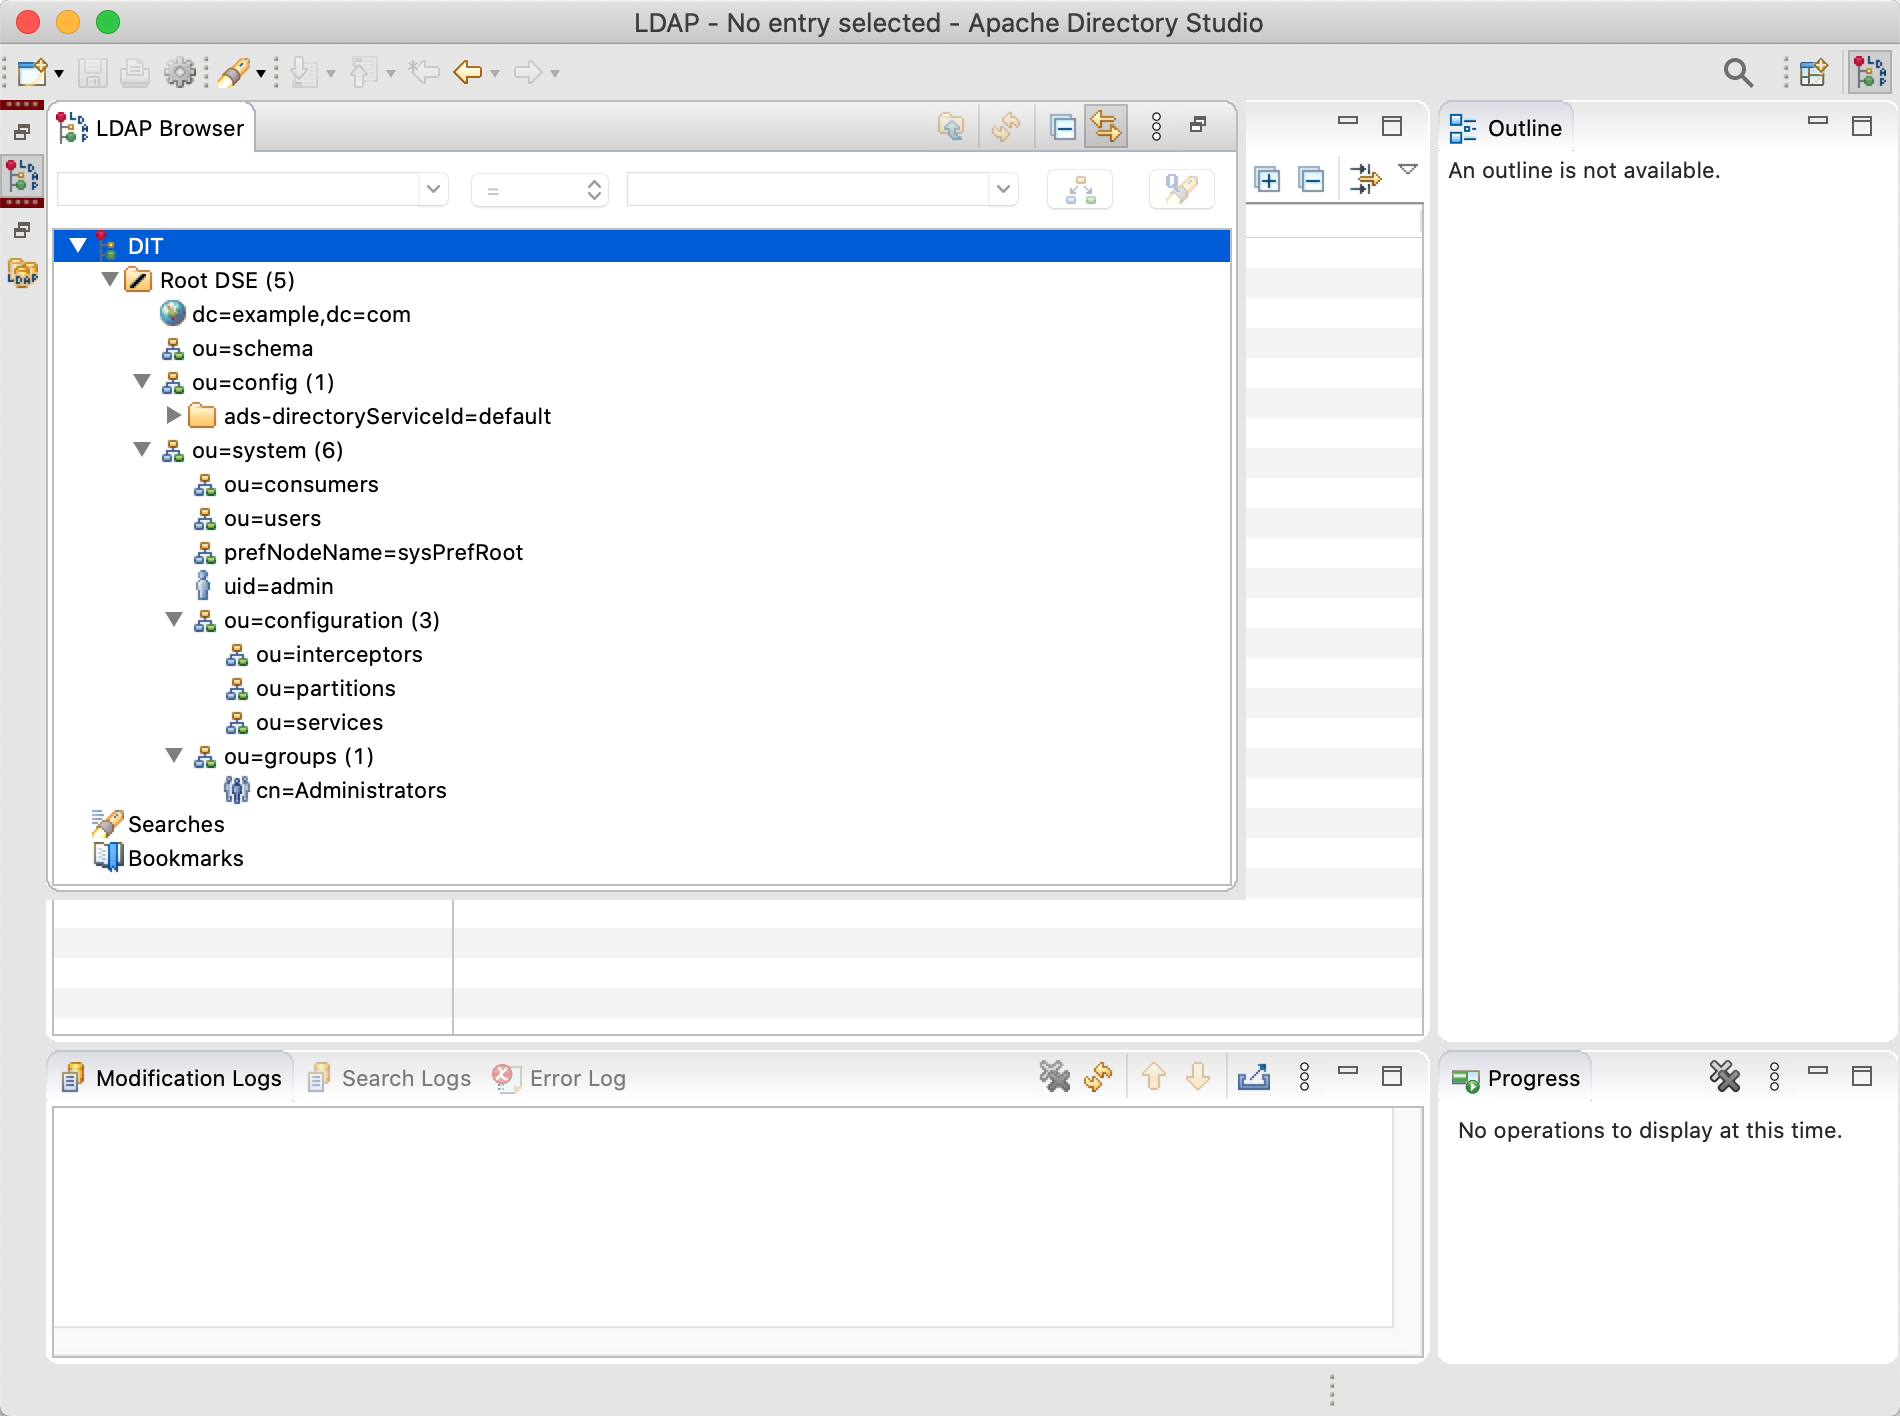 LDAP - No entry selected - Apache Directory Studio
LDAP Browser
=
DIT
Root DSE (5)
dc=example,dc=com
ou=schema
ou=config (1)
ads-directoryServiceId=default
ou=system (6)
ou=consumers
ou=users
prefNodeName=sysPrefRoot
uid=admin
ou=configuration (3)
ou=interceptors
ou=partitions
ou=services
ou=groups (1)
cn=Administrators
Searches
Bookmarks
Outline
An outline is not available.
Modification Logs
Search Logs
Error Log
Progress
No operations to display at this time.